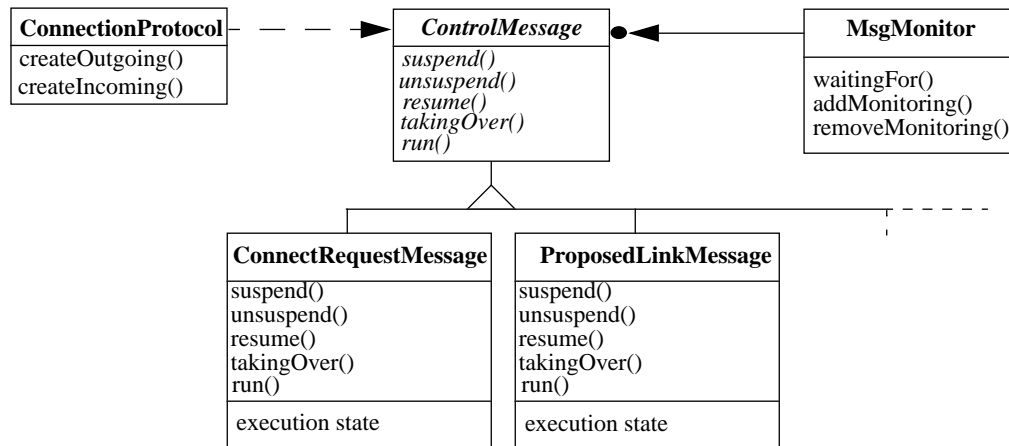 ConnectionProtocol
createOutgoing()
createIncoming()
ControlMessage
suspend()
unsuspend()
resume()
takingOver()
run()
MsgMonitor
waitingFor()
addMonitoring()
removeMonitoring()
ConnectRequestMessage
suspend()
unsuspend()
resume()
takingOver()
run()
execution state
ProposedLinkMessage
suspend()
unsuspend()
resume()
takingOver()
run()
execution state